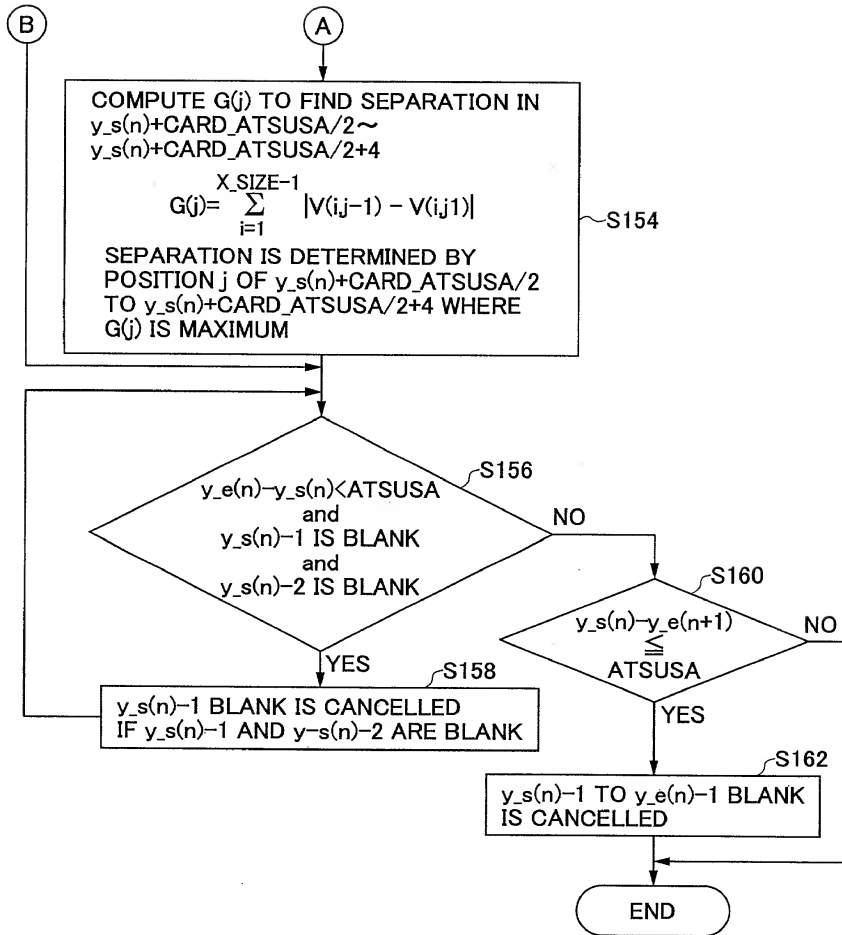 B
A
COMPUTE G(j) TO FIND SEPARATION IN
y_s(n)+CARD_ATSUSA/2~
y_s(n)+CARD_ATSUSA/2+4
X_SIZE-1
G(j)= Σ |V(i,j-1) - V(i,j1)|
i=1
SEPARATION IS DETERMINED BY
POSITION j OF y_s(n)+CARD_ATSUSA/2
TO y_s(n)+CARD_ATSUSA/2+4 WHERE
G(j) IS MAXIMUM
S154
S156
y_e(n)-y_s(n)<ATSUSA
and
y_s(n)-1 IS BLANK
and
y_s(n)-2 IS BLANK
NO
YES
S158
y_s(n)-1 BLANK IS CANCELLED
IF y_s(n)-1 AND y-s(n)-2 ARE BLANK
S160
y_s(n)-y_e(n+1)
≦
ATSUSA
NO
YES
S162
y_s(n)-1 TO y_e(n)-1 BLANK
IS CANCELLED
END